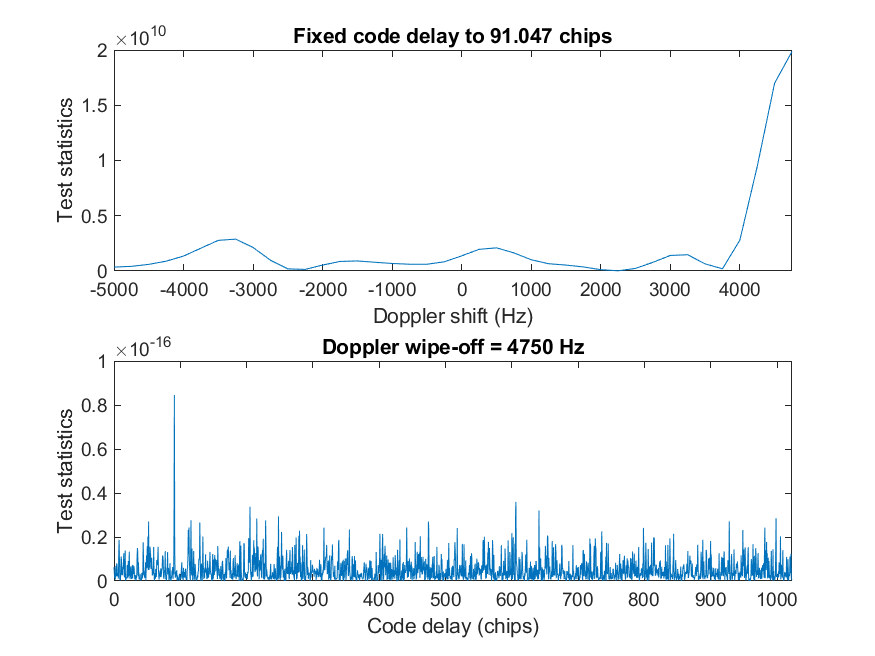 ×10^10
Fixed code delay to 91.047 chips
2
1.5
1
0.5
0
Test statistics
-5000 -4000 -3000 -2000 -1000 0 1000 2000 3000 4000
Doppler shift (Hz)
×10^-16
Doppler wipe-off = 4750 Hz
1
0.8
0.6
0.4
0.2
0
Test statistics
0 100 200 300 400 500 600 700 800 900 1000
Code delay (chips)